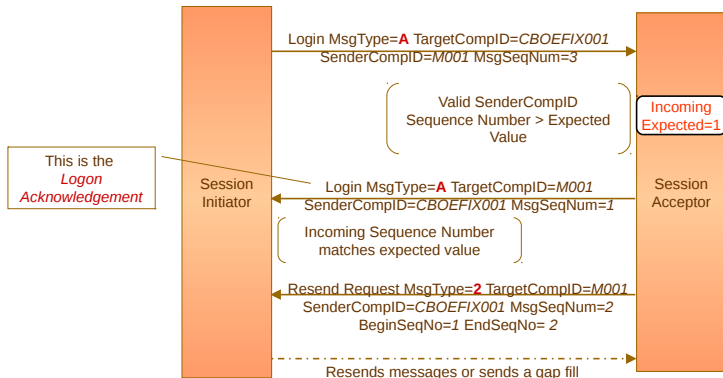 Login MsgType=A TargetCompID=CBOEFIX001
SenderCompID=M001 MsgSeqNum=3
Valid SenderCompID
Sequence Number > Expected
Value
Incoming
Expected=1
This is the
Logon
Acknowledgement
Session
Initiator
Login MsgType=A TargetCompID=M001
SenderCompID=CBOEFIX001 MsgSeqNum=1
Session
Acceptor
Incoming Sequence Number
matches expected value
Resend Request MsgType=2 TargetCompID=M001
SenderCompID=CBOEFIX001 MsgSeqNum=2
BeginSeqNo=1 EndSeqNo= 2
Resends messages or sends a gap fill